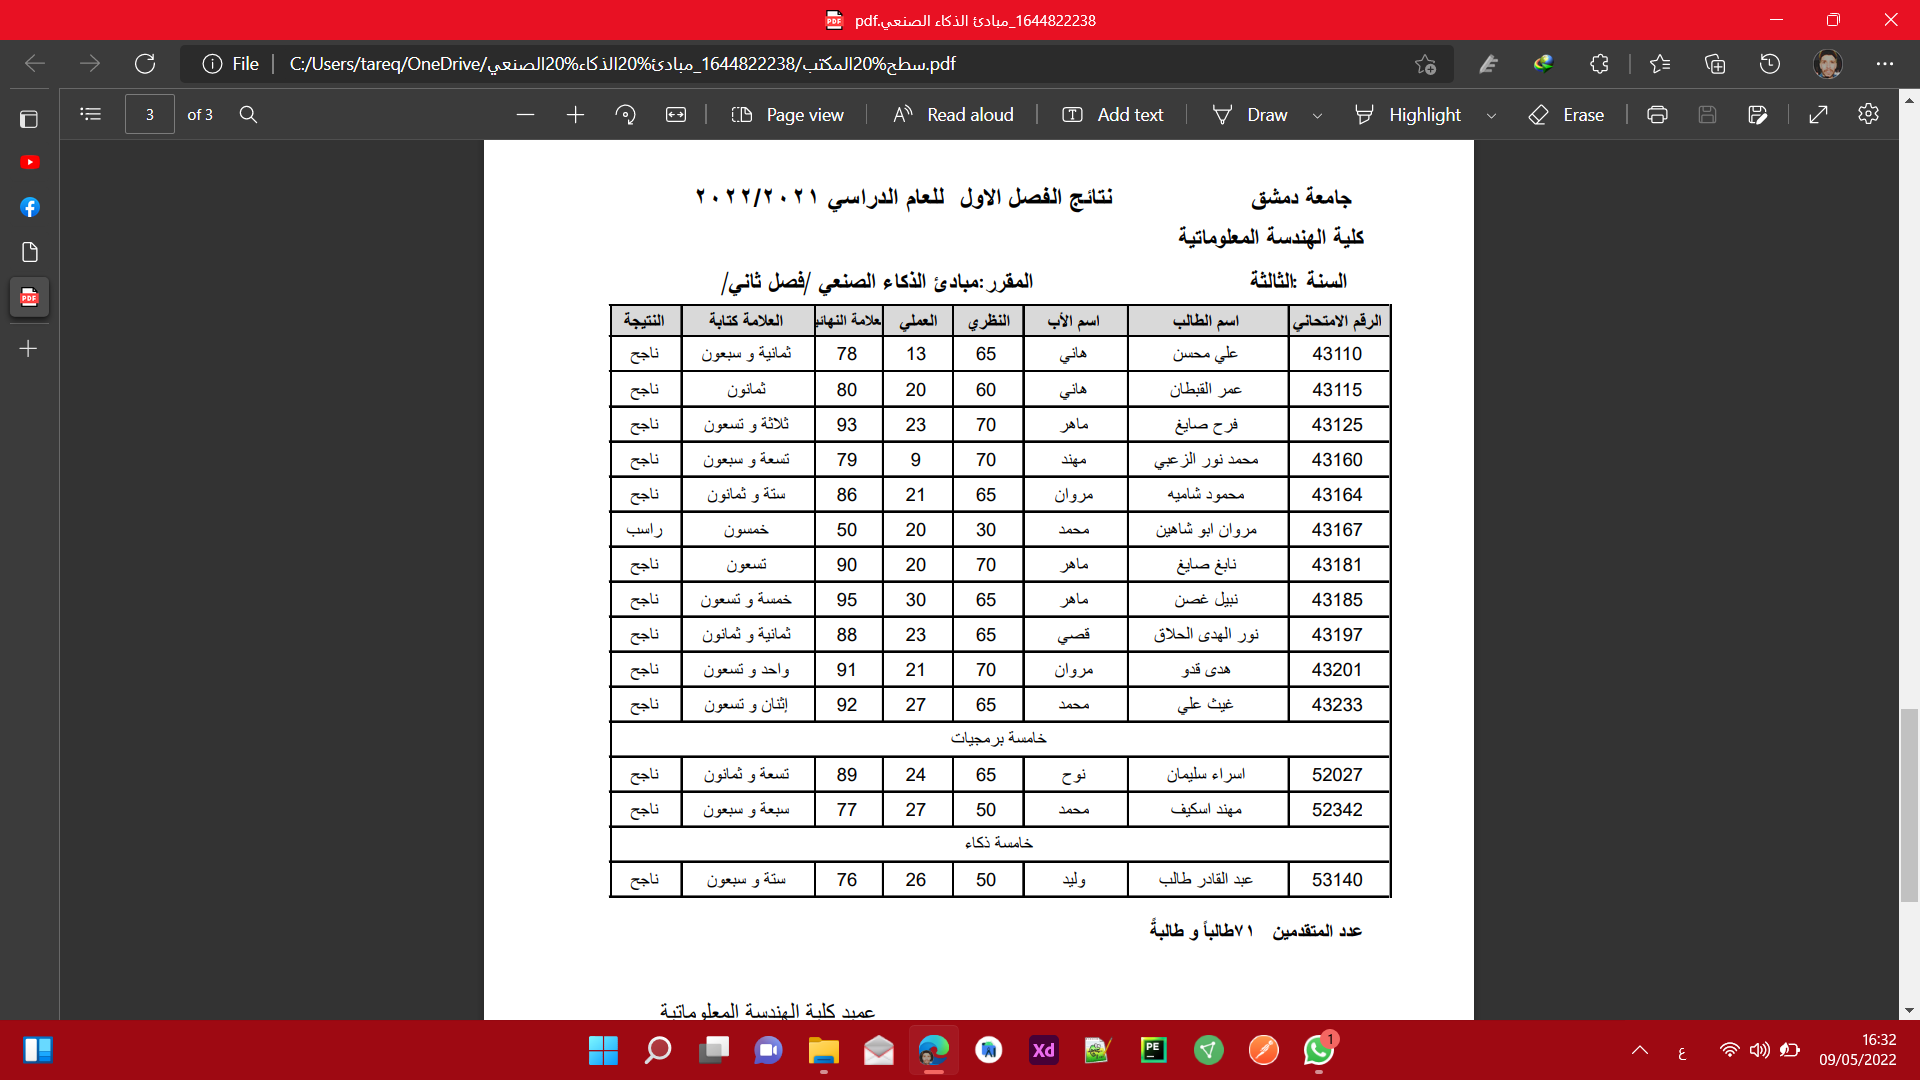 1644822238_مبادئ الذكاء الصنعي.pdf
File
C:/Users/tareq/OneDrive/سطح%20المكتب/1644822238_مبادئ%20الذكاء%20الصنعي.pdf
3 of 3 Page view Read aloud Add text Draw Highlight Erase
جامعة دمشق نتائج الفصل الاول للعام الدراسي ٢٠٢٢/٢٠٢١
كلية الهندسة المعلوماتية
السنة :الثالثة المقرر:مبادئ الذكاء الصنعي /فصل ثاني/
الرقم الامتحاني اسم الطالب اسم الأب النظري العملي علامة النهائي العلامة كتابة النتيجة
43110 علي محسن هاني 65 13 78 ثمانية و سبعون ناجح
43115 عمر القبطان هاني 60 20 80 ثمانون ناجح
43125 فرح صايغ ماهر 70 23 93 ثلاثة و تسعون ناجح
43160 محمد نور الزعبي مهند 70 9 79 تسعة و سبعون ناجح
43164 محمود شاميه مروان 65 21 86 ستة و ثمانون ناجح
43167 مروان ابو شاهين محمد 30 20 50 خمسون راسب
43181 نابغ صايغ ماهر 70 20 90 تسعون ناجح
43185 نبيل غصن ماهر 65 30 95 خمسة و تسعون ناجح
43197 نور الهدى الحلاق قصي 65 23 88 ثمانية و ثمانون ناجح
43201 هدى قدو مروان 70 21 91 واحد و تسعون ناجح
43233 غيث علي محمد 65 27 92 إثنان و تسعون ناجح
خامسة برمجيات
52027 اسراء سليمان نوح 65 24 89 تسعة و ثمانون ناجح
52342 مهند اسكيف محمد 50 27 77 سبعة و سبعون ناجح
خامسة ذكاء
53140 عبد القادر طالب وليد 50 26 76 ستة و سبعون ناجح
عدد المتقدمين ٧١طالباً و طالبةً
عميد كلية الهندسة المعلوماتية
Xd PE 1 ع 16:32
09/05/2022